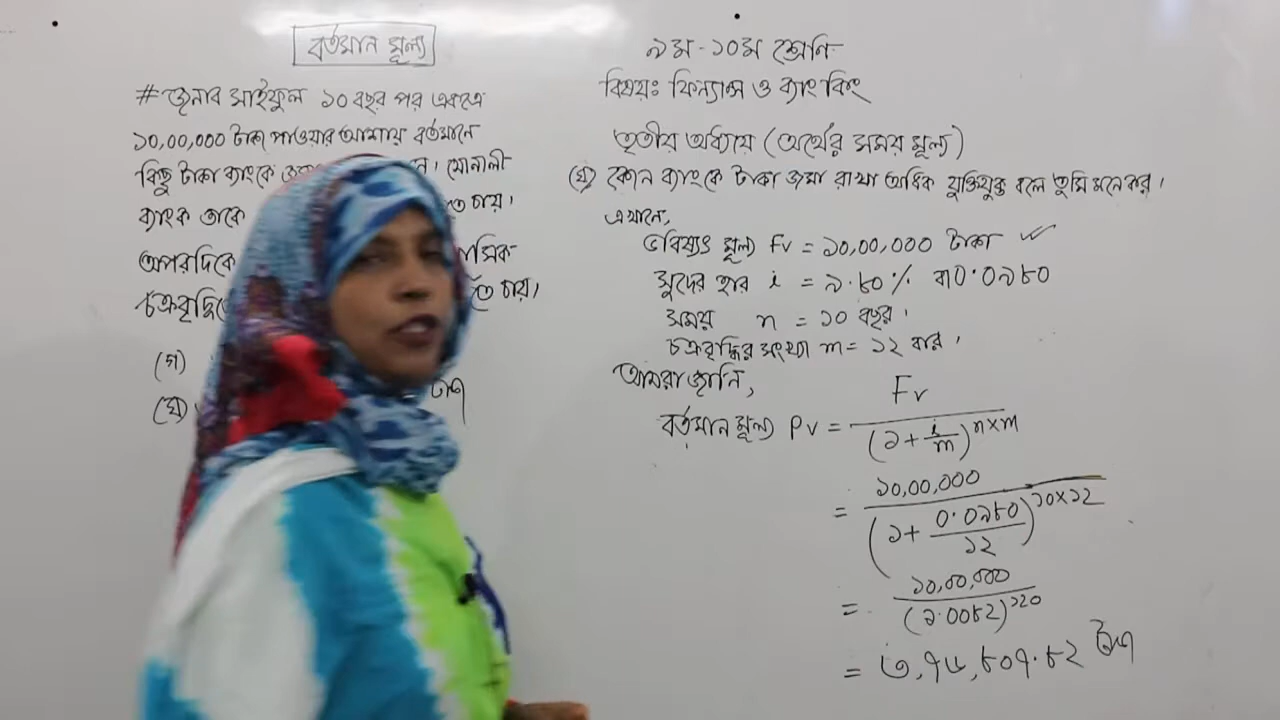 বর্তমান মূল্য
# জনাব সাইফুল ১০ বছর পর একত্রে
১০,০০,০০০ টাকা পাওয়ার আশায় বর্তমানে
কিছু টাকা ব্যাংকে সোনালী
ব্যাংক তাকে চায়।
অপরদিকে
চক্রবৃদ্ধিতে চায়।
(গ)
(ঘ)
৯ম-১০ম শ্রেণি
বিষয়ঃ ফিন্যান্স ও ব্যাংকিং
তৃতীয় অধ্যায় (অর্থের সময় মূল্য)
(ঘ) কোন ব্যাংকে টাকা জমা রাখা অধিক যুক্তিযুক্ত বলে তুমি মনে কর।
এখানে,
ভবিষ্যৎ মূল্য Fv = ১০,০০,০০০ টাকা ✓
সুদের হার i = ৯.৮০% বা ০.০৯৮০
সময় n = ১০ বছর।
চক্রবৃদ্ধির সংখ্যা m = ১২ বার।
আমরা জানি,
বর্তমান মূল্য Pv = Fv / (১ + i/m)^n×m
= ১০,০০,০০০ / (১ + ০.০৯৮০/১২)^১০×১২
= ১০,০০,০০০ / (১.০০৮২)^১২০
= ৩,৭৫,৮০৭.৮২ টাকা